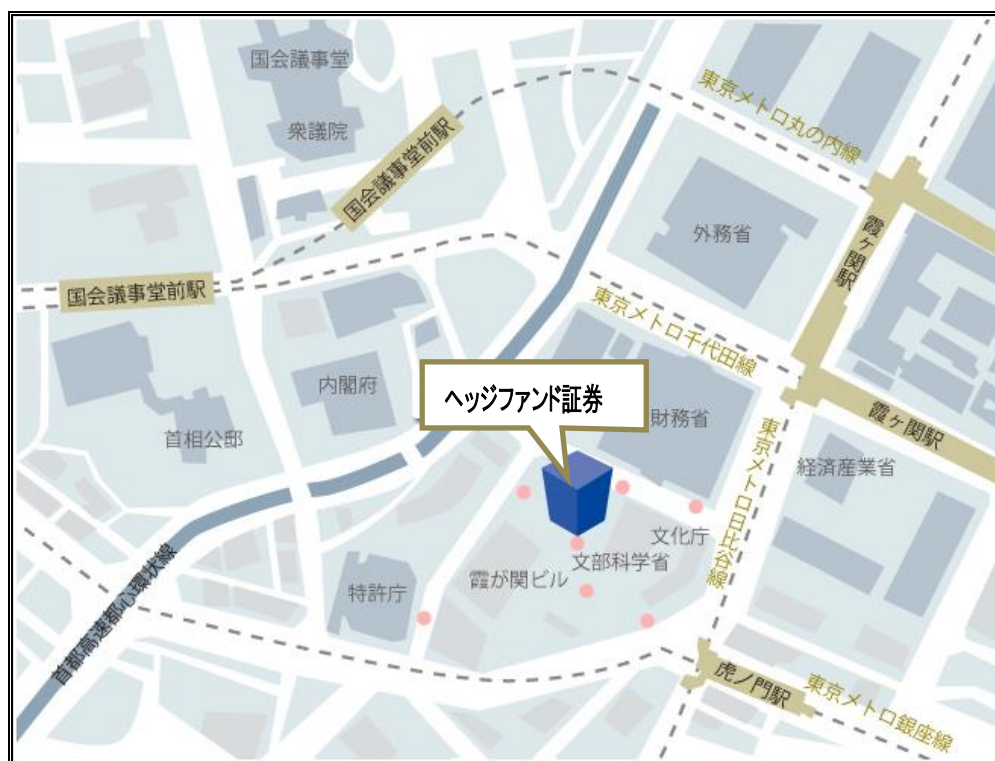 国会議事堂
衆議院
国会議事堂前駅
東京メトロ丸の内線
外務省
霞ヶ関駅
国会議事堂前駅
東京メトロ千代田線
内閣府
ヘッジファンド証券
財務省
首相公邸
霞ヶ関駅
経済産業省
東京メトロ日比谷線
文化庁
文部科学省
霞が関ビル
特許庁
首都高速都心環状線
虎ノ門駅
東京メトロ銀座線